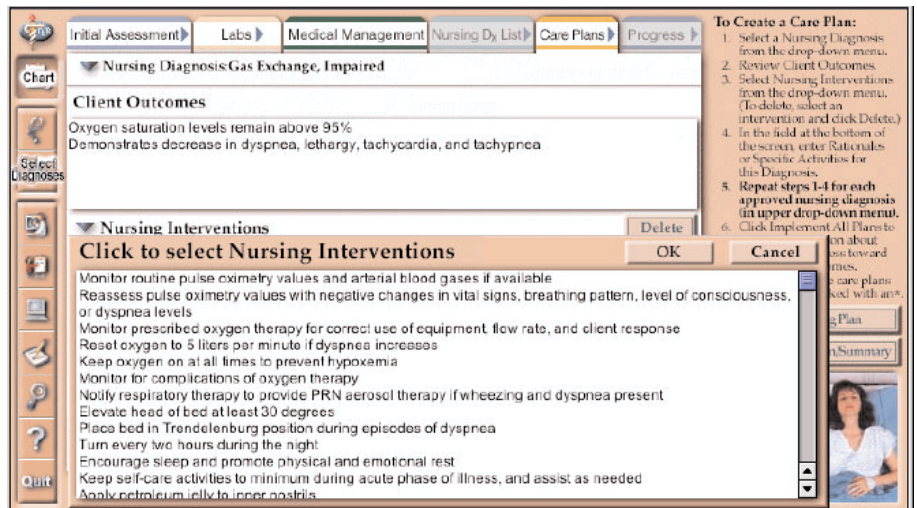 Initial Assessment
Labs
Medical Management
Nursing Dx List
Care Plans
Progress
Chart
Select
Diagnoses
Quit
Nursing Diagnosis:Gas Exchange, Impaired
Client Outcomes
Oxygen saturation levels remain above 95%
Demonstrates decrease in dyspnea, lethargy, tachycardia, and tachypnea
Nursing Interventions
Delete
Click to select Nursing Interventions
OK
Cancel
Monitor routine pulse oximetry values and arterial blood gases if available
Reassess pulse oximetry values with negative changes in vital signs, breathing pattern, level of consciousness,
or dyspnea levels
Monitor prescribed oxygen therapy for correct use of equipment, flow rate, and client response
Reset oxygen to 5 liters per minute if dyspnea increases
Keep oxygen on at all times to prevent hypoxemia
Monitor for complications of oxygen therapy
Notify respiratory therapy to provide PRN aerosol therapy if wheezing and dyspnea present
Elevate head of bed at least 30 degrees
Place bed in Trendelenburg position during episodes of dyspnea
Turn every two hours during the night
Encourage sleep and promote physical and emotional rest
Keep self-care activities to minimum during acute phase of illness, and assist as needed
Apply petroleum jelly to inner nostrils
To Create a Care Plan:
1. Select a Nursing Diagnosis
from the drop-down menu.
2. Review Client Outcomes.
3. Select Nursing Interventions
from the drop-down menu.
(To delete, select an
intervention and click Delete.)
4. In the field at the bottom of
the screen, enter Rationales
or Specific Activities for
this Diagnosis.
5. Repeat steps 1-4 for each
approved nursing diagnosis
(in upper drop-down menu).
6. Click Implement All Plans to
on about
ess toward
mes.
care plans
ked with an*.
g Plan
n/Summary